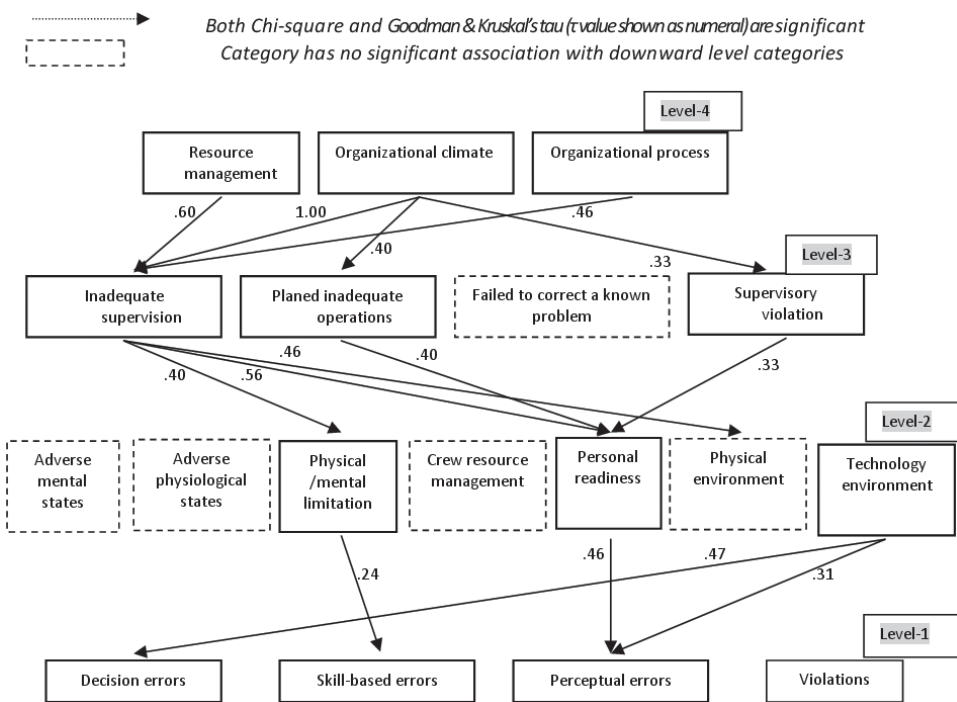 Both Chi-square and Goodman & Kruskal's tau (τ value shown as numeral) are significant
Category has no significant association with downward level categories
Level-4
Resource
management
Organizational climate
Organizational process
.60
1.00
.40
.46
.33
Level-3
Inadequate
supervision
Planed inadequate
operations
Failed to correct a known
problem
Supervisory
violation
.40
.56
.46
.40
.33
Level-2
Adverse
mental
states
Adverse
physiological
states
Physical
/mental
limitation
Crew resource
management
Personal
readiness
Physical
environment
Technology
environment
.24
.46
.47
.31
Level-1
Decision errors
Skill-based errors
Perceptual errors
Violations